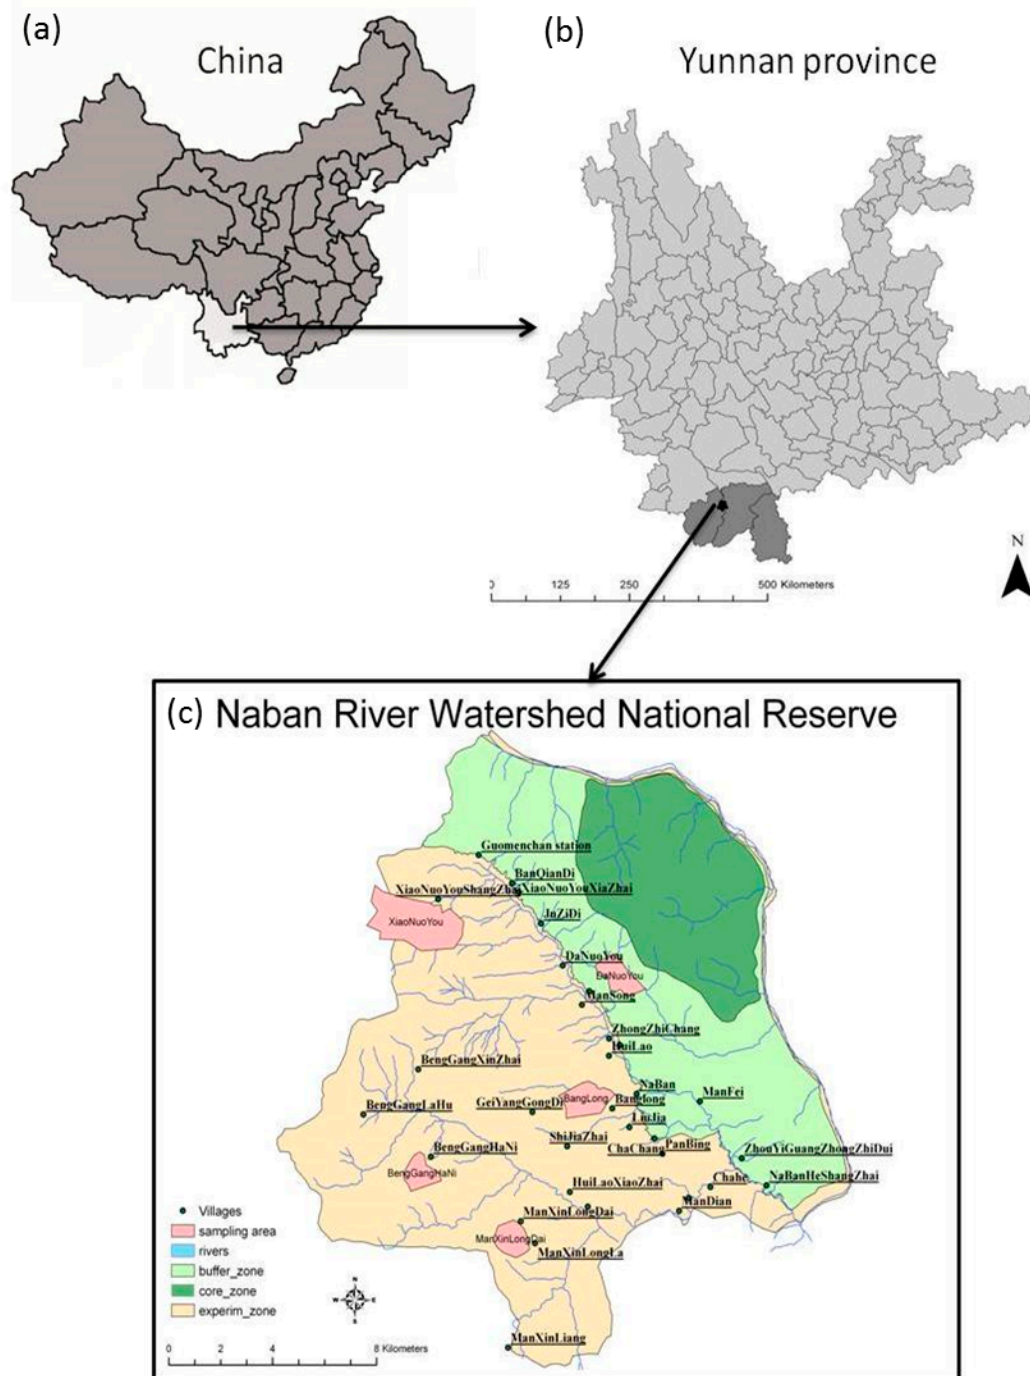 (a)
China
(b)
Yunnan province
N
0 125 250 500 Kilometers
(c) Naban River Watershed National Reserve
Guomenchan station
BanQianDi
XiaoNuoYouShangZhai
XiaoNuoYouXiaZhai
XiaoNuoYou
JnZiDi
DaNuoYou
DaNuoYou
ManSong
ZhongZhiChang
HuiLao
BengGangXinZhai
NaBan
ManFei
BengGangLaHu
GeiYangGongDi
BangLong
Banglong
LiuJia
ShiJiaZhai
ChaChang
PanBing
BengGangHaNi
BengGangHaNi
ZhouYiGuangZhongZhiDui
NaBanHeShangZhai
Chahe
HuiLaoXiaoZhai
ManDian
ManXinLongDai
ManXinLongDai
ManXinLongLa
ManXinLiang
Villages
sampling area
rivers
buffer_zone
core_zone
experim_zone
N
W E
S
0 2 4 8 Kilometers